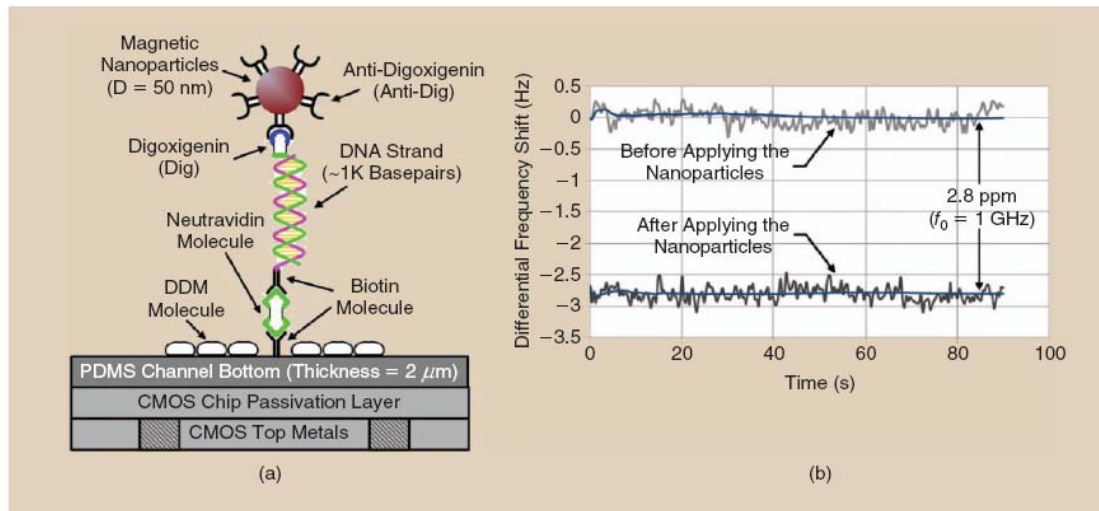 Magnetic
Nanoparticles
(D = 50 nm)
Anti-Digoxigenin
(Anti-Dig)
Digoxigenin
(Dig)
DNA Strand
(~1K Basepairs)
Neutravidin
Molecule
DDM
Molecule
Biotin
Molecule
PDMS Channel Bottom (Thickness = 2 μm)
CMOS Chip Passivation Layer
CMOS Top Metals
(a)
Differential Frequency Shift (Hz)
0.5
0
−0.5
−1
−1.5
−2
−2.5
−3
−3.5
Before Applying the
Nanoparticles
2.8 ppm
(f₀ = 1 GHz)
After Applying the
Nanoparticles
0
20
40
60
80
100
Time (s)
(b)